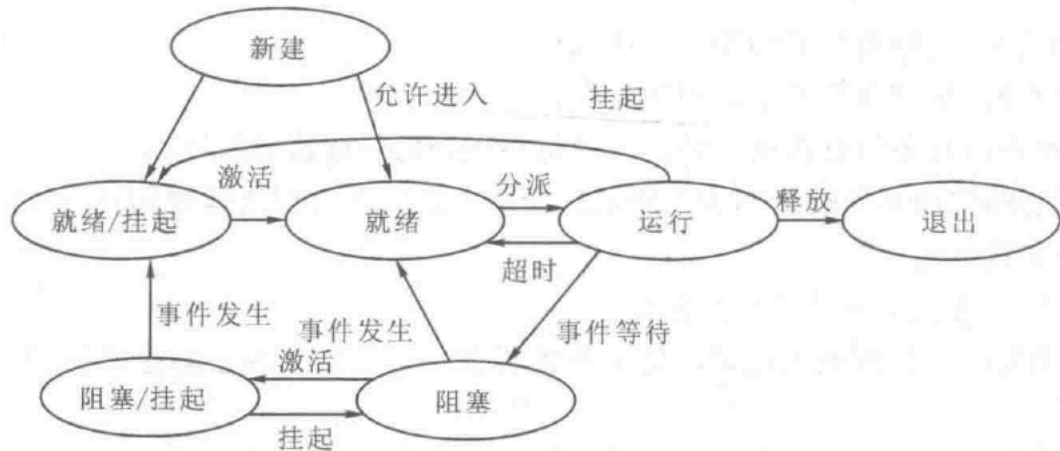 新建
允许进入
挂起
激活
分派
释放
就绪/挂起
就绪
运行
退出
超时
事件发生
事件发生
事件等待
激活
阻塞/挂起
阻塞
挂起